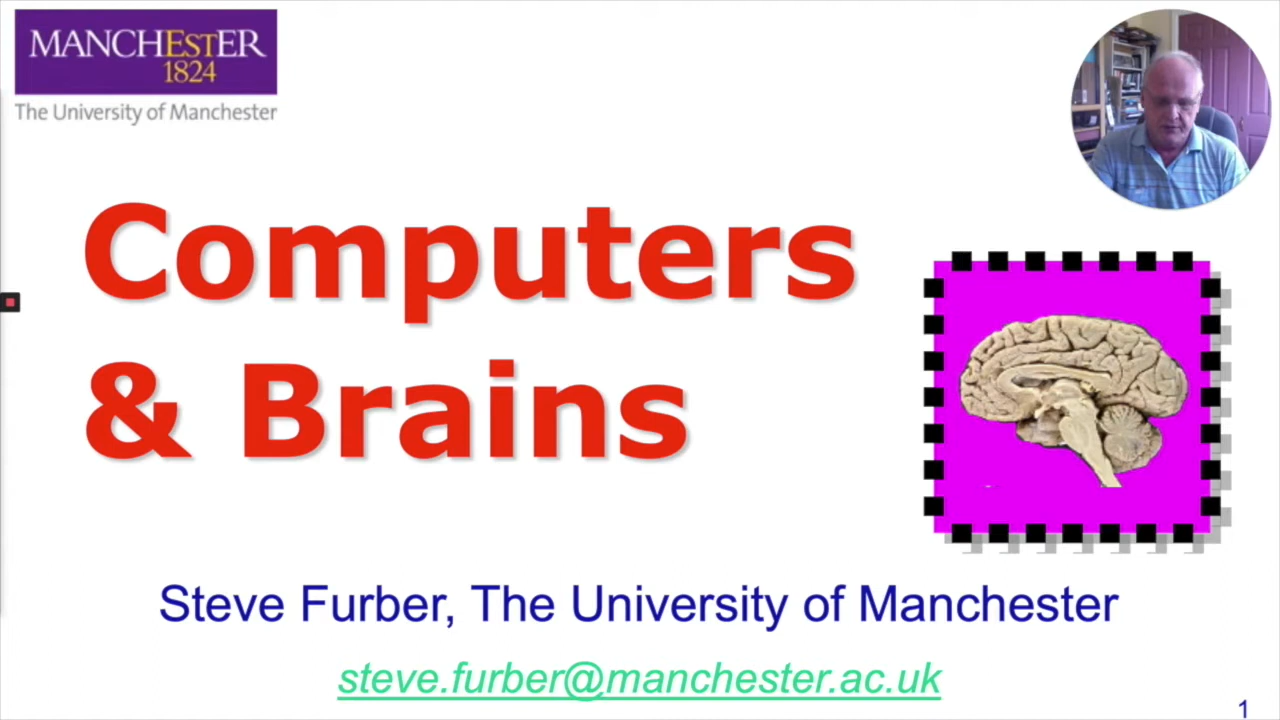 MANCHESTER
1824
The University of Manchester
Computers
& Brains
Steve Furber, The University of Manchester
steve.furber@manchester.ac.uk
1